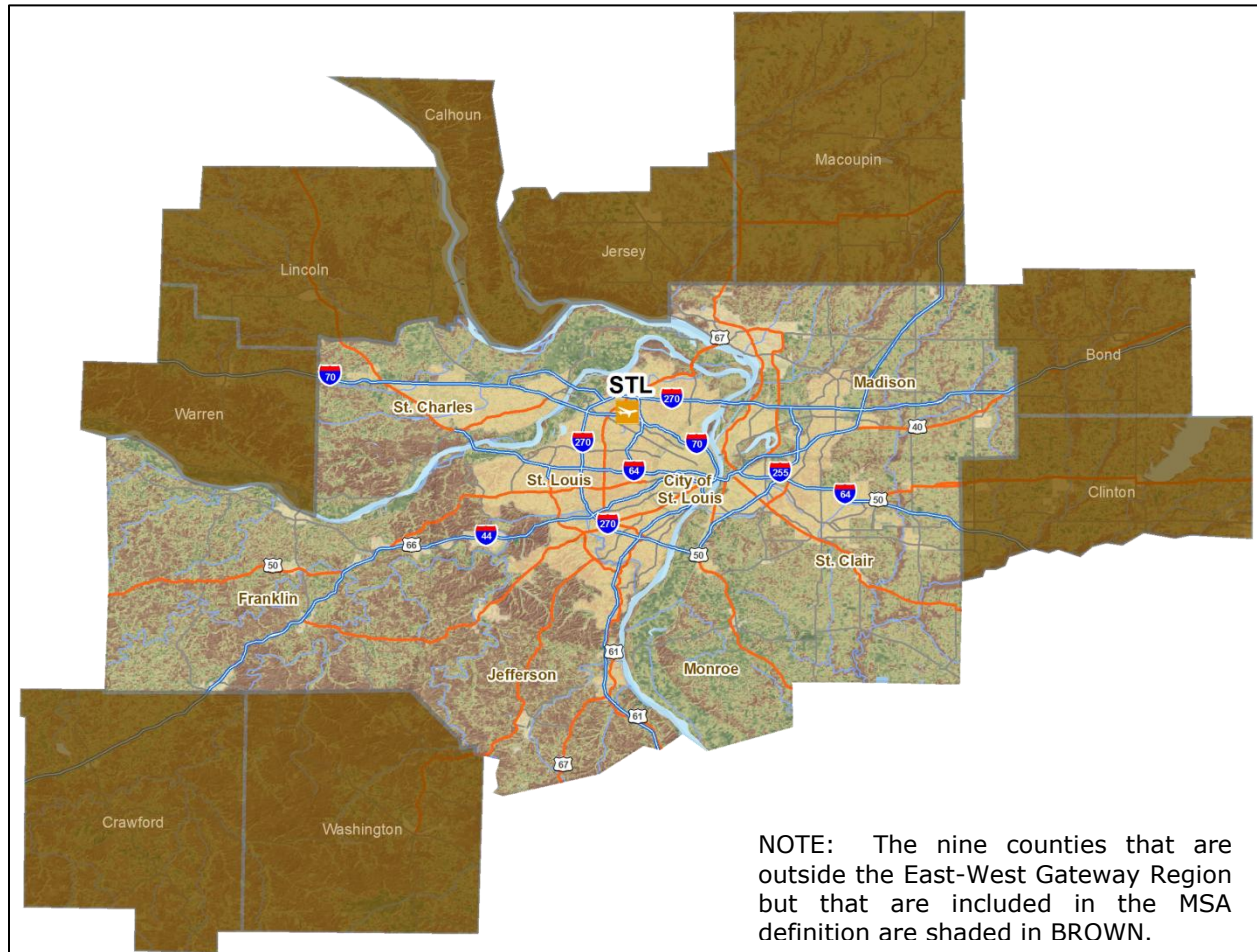 Calhoun
Macoupin
Jersey
Lincoln
67
Bond
70
STL
Madison
Warren
St. Charles
270
40
270
70
64
255
St. Louis
City of
St. Louis
64
50
Clinton
270
44
66
50
50
St. Clair
Franklin
61
Jefferson
Monroe
61
67
Crawford
Washington
NOTE: The nine counties that are
outside the East-West Gateway Region
but that are included in the MSA
definition are shaded in BROWN.